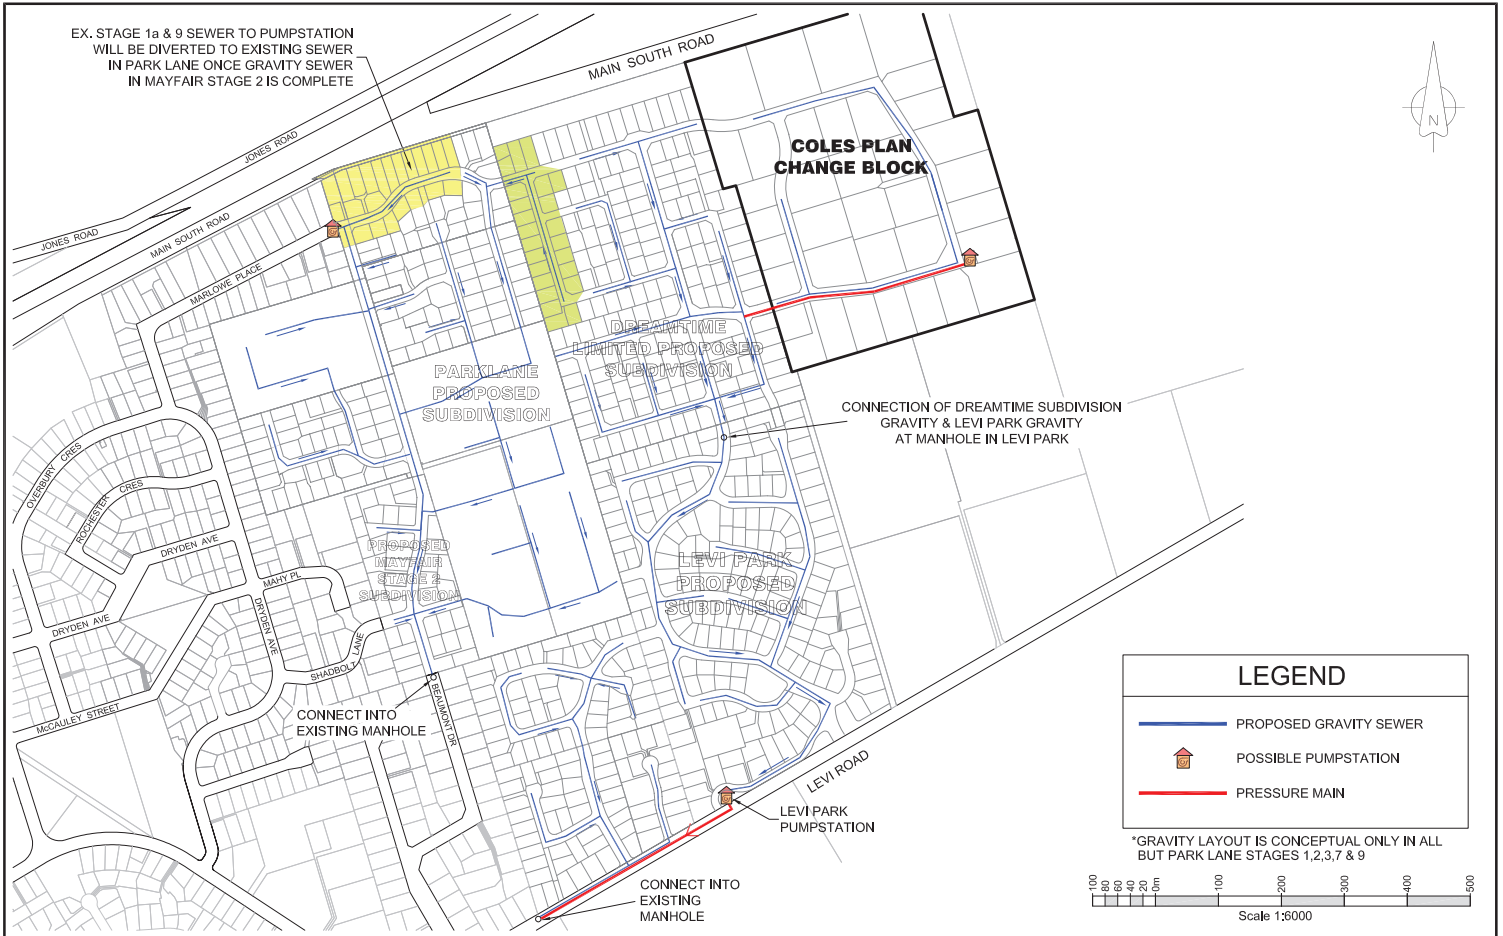 EX. STAGE 1a & 9 SEWER TO PUMPSTATION
WILL BE DIVERTED TO EXISTING SEWER
IN PARK LANE ONCE GRAVITY SEWER
IN MAYFAIR STAGE 2 IS COMPLETE
MAIN SOUTH ROAD
JONES ROAD
JONES ROAD
MAIN SOUTH ROAD
MARLOWE PLACE
COLES PLAN
CHANGE BLOCK
N
DREAMTIME
LIMITED PROPOSED
SUBDIVISION
PARKLANE
PROPOSED
SUBDIVISION
CONNECTION OF DREAMTIME SUBDIVISION
GRAVITY & LEVI PARK GRAVITY
AT MANHOLE IN LEVI PARK
OVERBURY CRES
ROCHESTER CRES
DRYDEN AVE
MAHY PL
DRYDEN AVE
DRYDEN AVE
SHADBOLT LANE
McCAULEY STREET
PROPOSED
MAYFAIR
STAGE 2
SUBDIVISION
LEVI PARK
PROPOSED
SUBDIVISION
BEAUMONT DR
CONNECT INTO
EXISTING MANHOLE
LEVI ROAD
LEVI PARK
PUMPSTATION
CONNECT INTO
EXISTING
MANHOLE
LEGEND
PROPOSED GRAVITY SEWER
POSSIBLE PUMPSTATION
PRESSURE MAIN
*GRAVITY LAYOUT IS CONCEPTUAL ONLY IN ALL
BUT PARK LANE STAGES 1,2,3,7 & 9
100 80 60 40 20 0m 100 200 300 400 500
Scale 1:6000